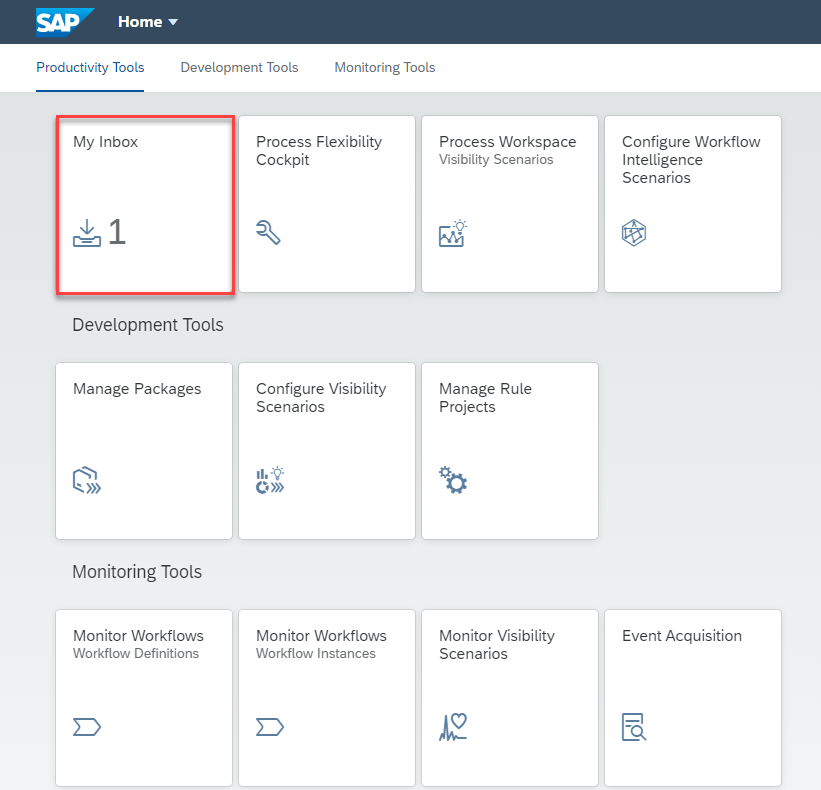 SAP Home
Productivity Tools Development Tools Monitoring Tools
My Inbox
1
Process Flexibility
Cockpit
Process Workspace
Visibility Scenarios
Configure Workflow
Intelligence
Scenarios
Development Tools
Manage Packages
Configure Visibility
Scenarios
Manage Rule
Projects
Monitoring Tools
Monitor Workflows
Workflow Definitions
Monitor Workflows
Workflow Instances
Monitor Visibility
Scenarios
Event Acquisition